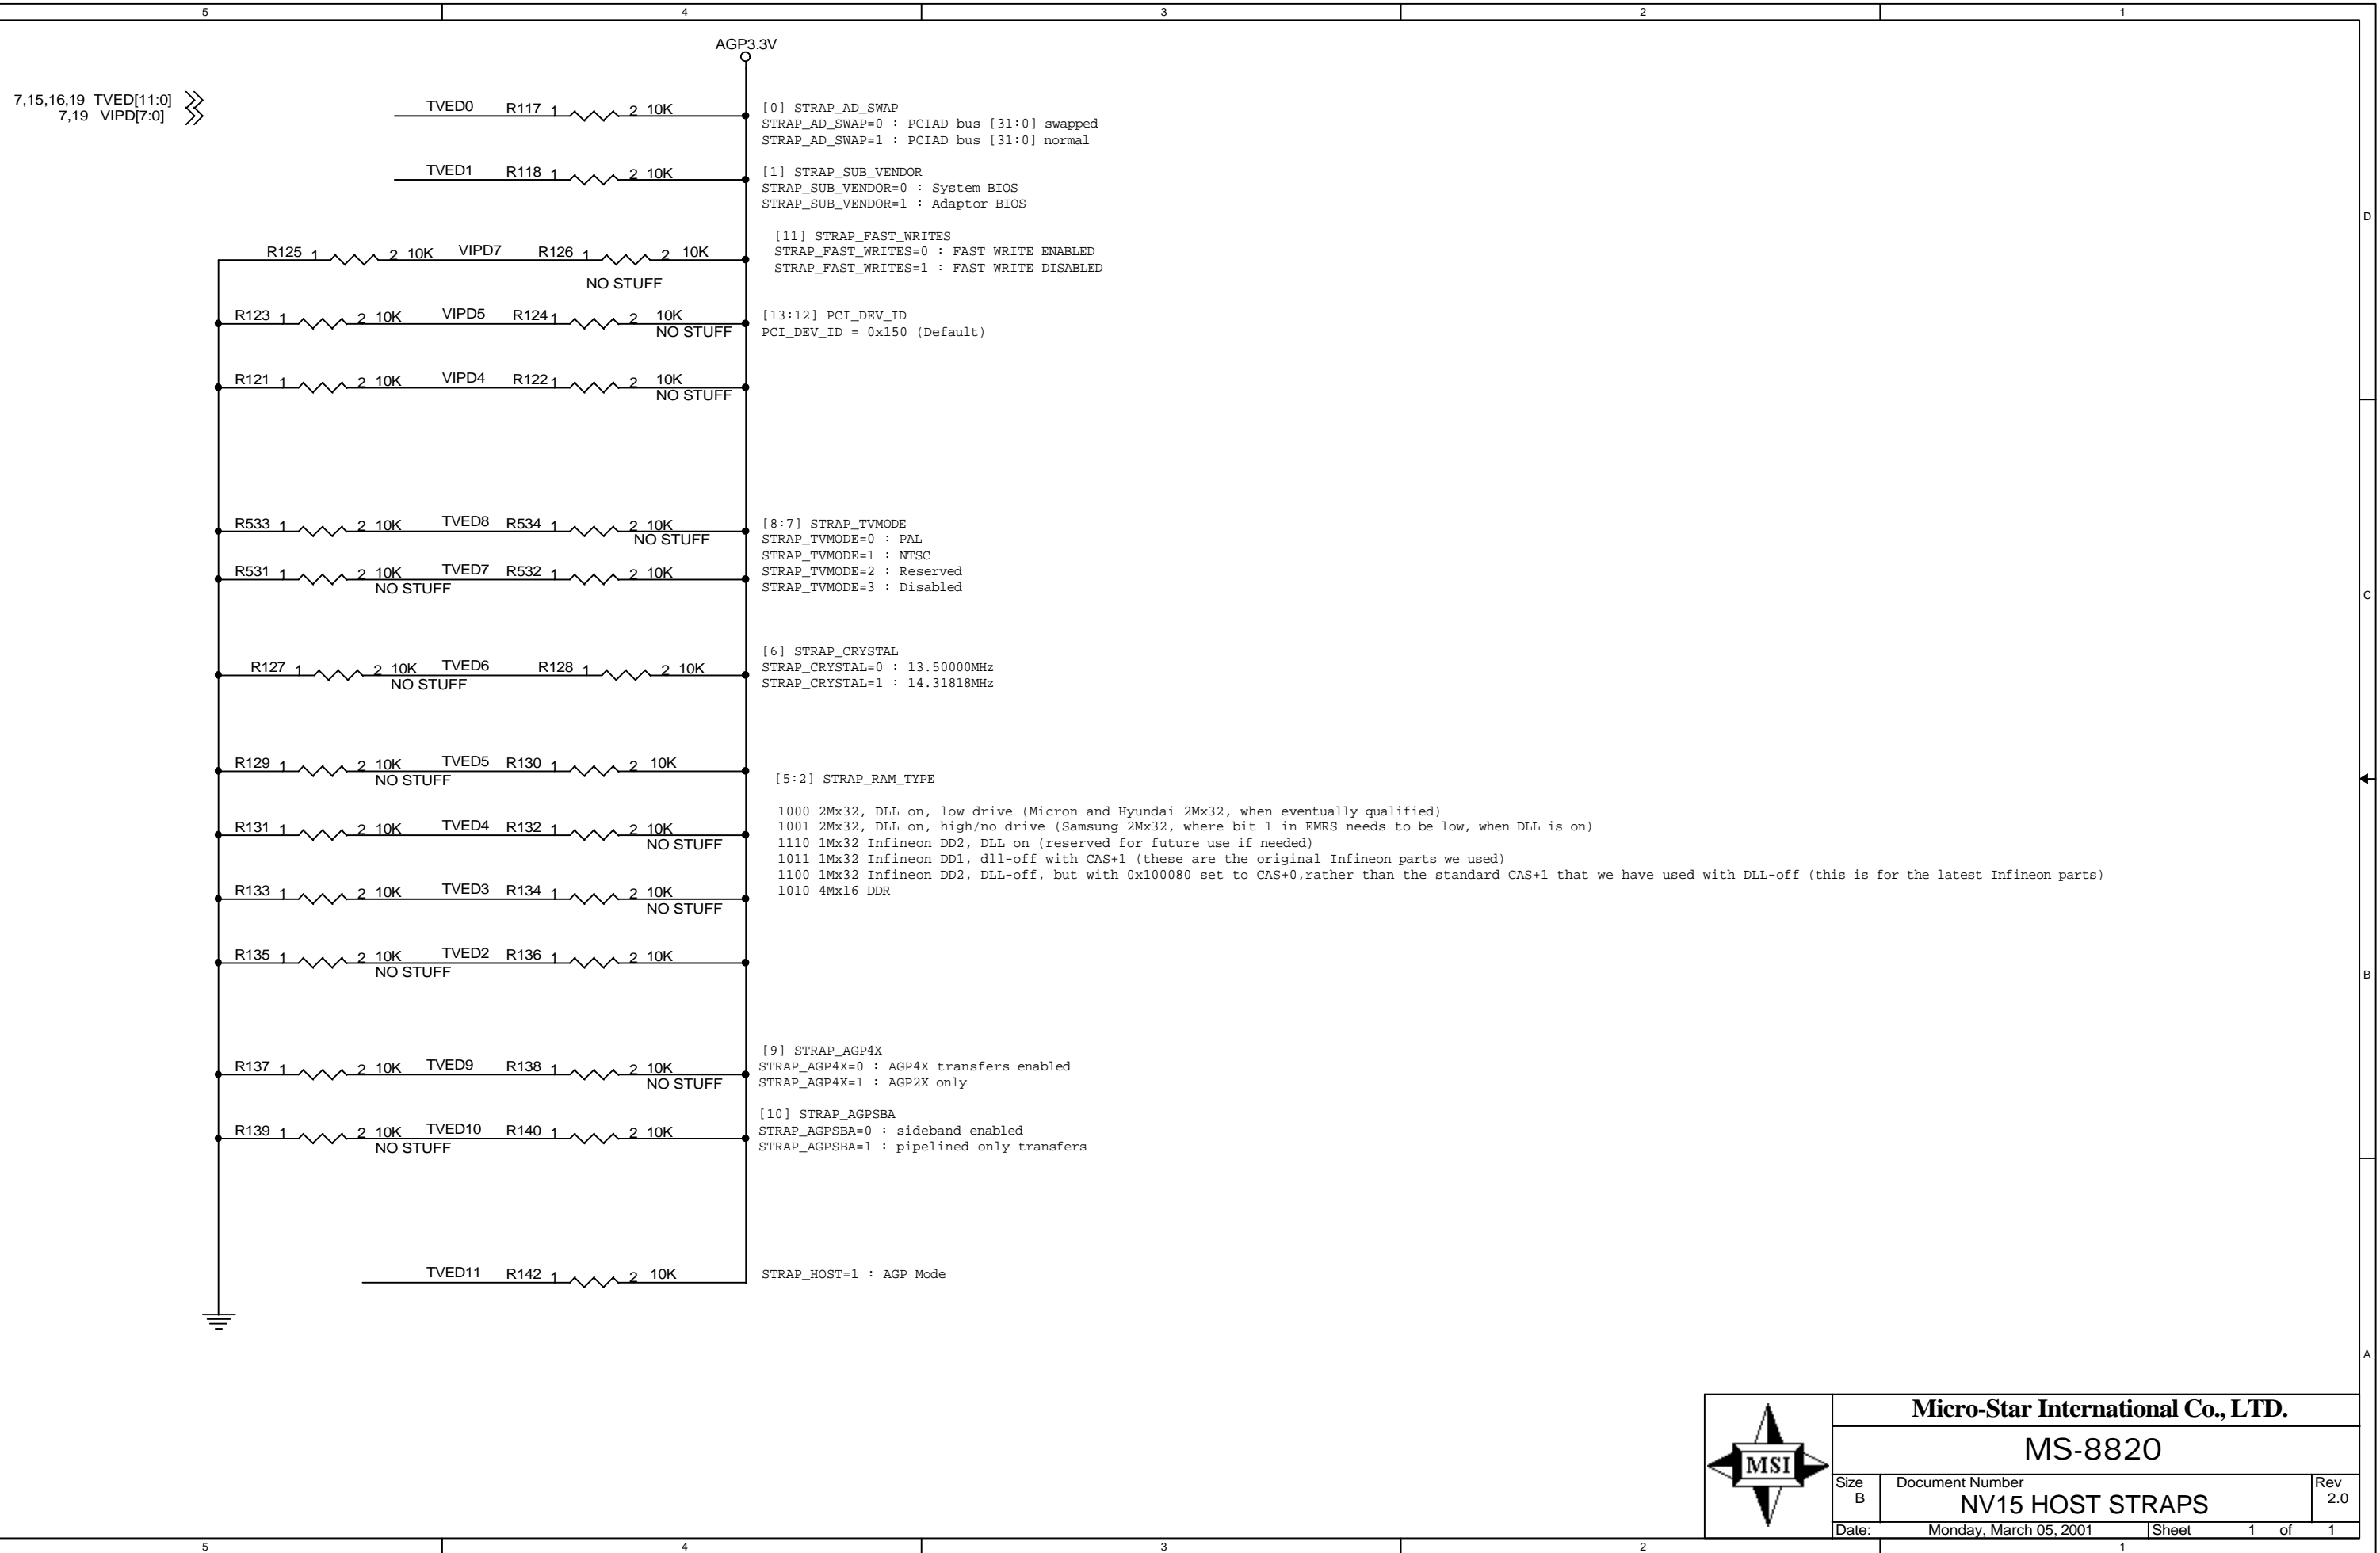 5 4 3 2 1
AGP3.3V
7,15,16,19 TVED[11:0]
7,19 VIPD[7:0]
TVED0 R117 1 2 10K
[0] STRAP_AD_SWAP
STRAP_AD_SWAP=0 : PCIAD bus [31:0] swapped
STRAP_AD_SWAP=1 : PCIAD bus [31:0] normal
TVED1 R118 1 2 10K
[1] STRAP_SUB_VENDOR
STRAP_SUB_VENDOR=0 : System BIOS
STRAP_SUB_VENDOR=1 : Adaptor BIOS
D
R125 1 2 10K VIPD7 R126 1 2 10K
NO STUFF
[11] STRAP_FAST_WRITES
STRAP_FAST_WRITES=0 : FAST WRITE ENABLED
STRAP_FAST_WRITES=1 : FAST WRITE DISABLED
R123 1 2 10K VIPD5 R124 1 2 10K
NO STUFF
[13:12] PCI_DEV_ID
PCI_DEV_ID = 0x150 (Default)
R121 1 2 10K VIPD4 R122 1 2 10K
NO STUFF
R533 1 2 10K TVED8 R534 1 2 10K
NO STUFF
[8:7] STRAP_TVMODE
STRAP_TVMODE=0 : PAL
STRAP_TVMODE=1 : NTSC
STRAP_TVMODE=2 : Reserved
STRAP_TVMODE=3 : Disabled
R531 1 2 10K TVED7 R532 1 2 10K
NO STUFF
C
R127 1 2 10K TVED6 R128 1 2 10K
NO STUFF
[6] STRAP_CRYSTAL
STRAP_CRYSTAL=0 : 13.50000MHz
STRAP_CRYSTAL=1 : 14.31818MHz
R129 1 2 10K TVED5 R130 1 2 10K
NO STUFF
[5:2] STRAP_RAM_TYPE
1000 2Mx32, DLL on, low drive (Micron and Hyundai 2Mx32, when eventually qualified)
1001 2Mx32, DLL on, high/no drive (Samsung 2Mx32, where bit 1 in EMRS needs to be low, when DLL is on)
1110 1Mx32 Infineon DD2, DLL on (reserved for future use if needed)
1011 1Mx32 Infineon DD1, dll-off with CAS+1 (these are the original Infineon parts we used)
1100 1Mx32 Infineon DD2, DLL-off, but with 0x100080 set to CAS+0,rather than the standard CAS+1 that we have used with DLL-off (this is for the latest Infineon parts)
1010 4Mx16 DDR
R131 1 2 10K TVED4 R132 1 2 10K
NO STUFF
R133 1 2 10K TVED3 R134 1 2 10K
NO STUFF
R135 1 2 10K TVED2 R136 1 2 10K
NO STUFF
B
R137 1 2 10K TVED9 R138 1 2 10K
NO STUFF
[9] STRAP_AGP4X
STRAP_AGP4X=0 : AGP4X transfers enabled
STRAP_AGP4X=1 : AGP2X only
R139 1 2 10K TVED10 R140 1 2 10K
NO STUFF
[10] STRAP_AGPSBA
STRAP_AGPSBA=0 : sideband enabled
STRAP_AGPSBA=1 : pipelined only transfers
TVED11 R142 1 2 10K
STRAP_HOST=1 : AGP Mode
A
MSI
Micro-Star International Co., LTD.
MS-8820
Size
B
Document Number
NV15 HOST STRAPS
Rev
2.0
Date: Monday, March 05, 2001 Sheet 1 of 1
5 4 3 2 1